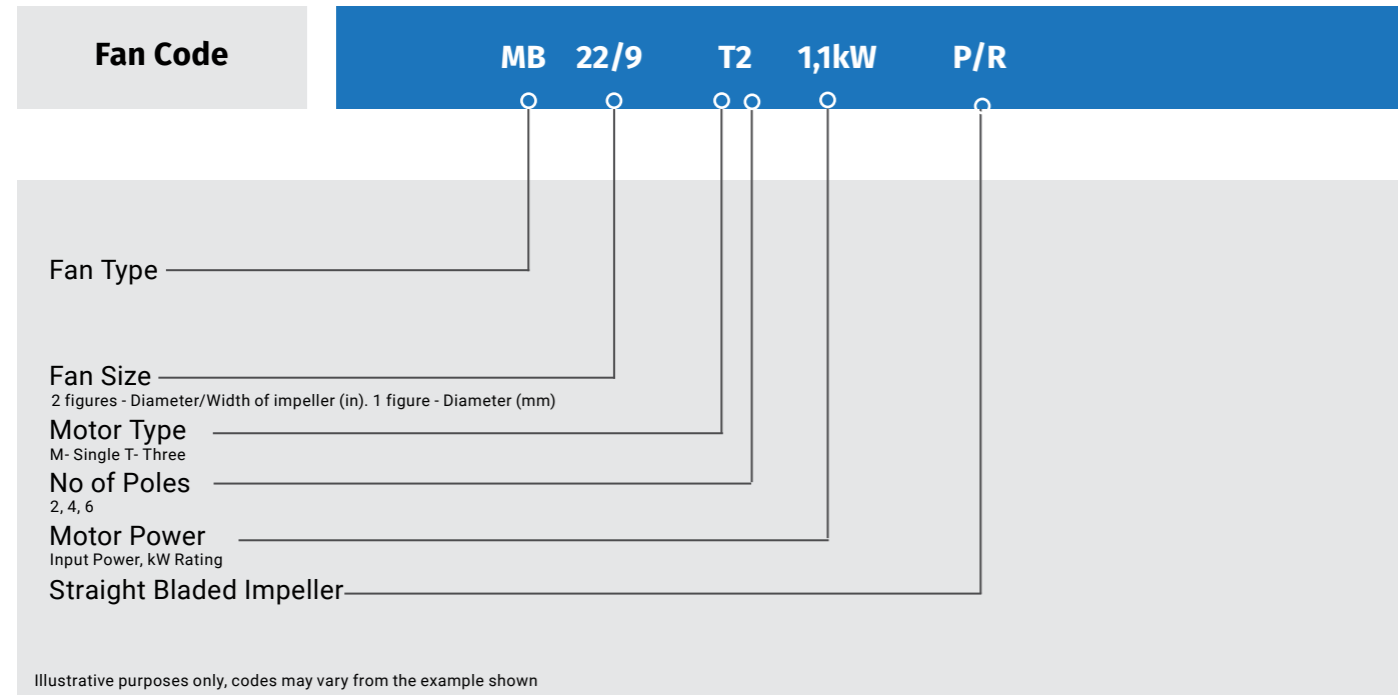 Fan Code
MB 22/9 T2 1,1kW P/R
Fan Type
Fan Size
2 figures - Diameter/Width of impeller (in). 1 figure - Diameter (mm)
Motor Type
M- Single T- Three
No of Poles
2, 4, 6
Motor Power
Input Power, kW Rating
Straight Bladed Impeller
Illustrative purposes only, codes may vary from the example shown